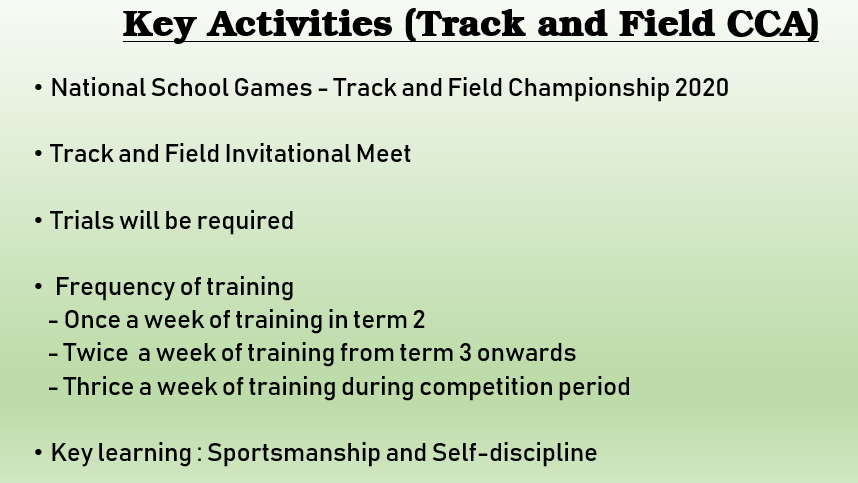 Key Activities (Track and Field CCA)
• National School Games - Track and Field Championship 2020
• Track and Field Invitational Meet
• Trials will be required
• Frequency of training
- Once a week of training in term 2
- Twice  a week of training from term 3 onwards
- Thrice a week of training during competition period
• Key learning : Sportsmanship and Self-discipline